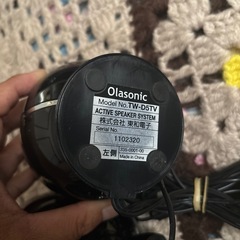 Olasonic
Model No. TW-D5TV
ACTIVE SPEAKER SYSTEM
株式会社 東和電子
Serial No.
1102320
左側
Made in China